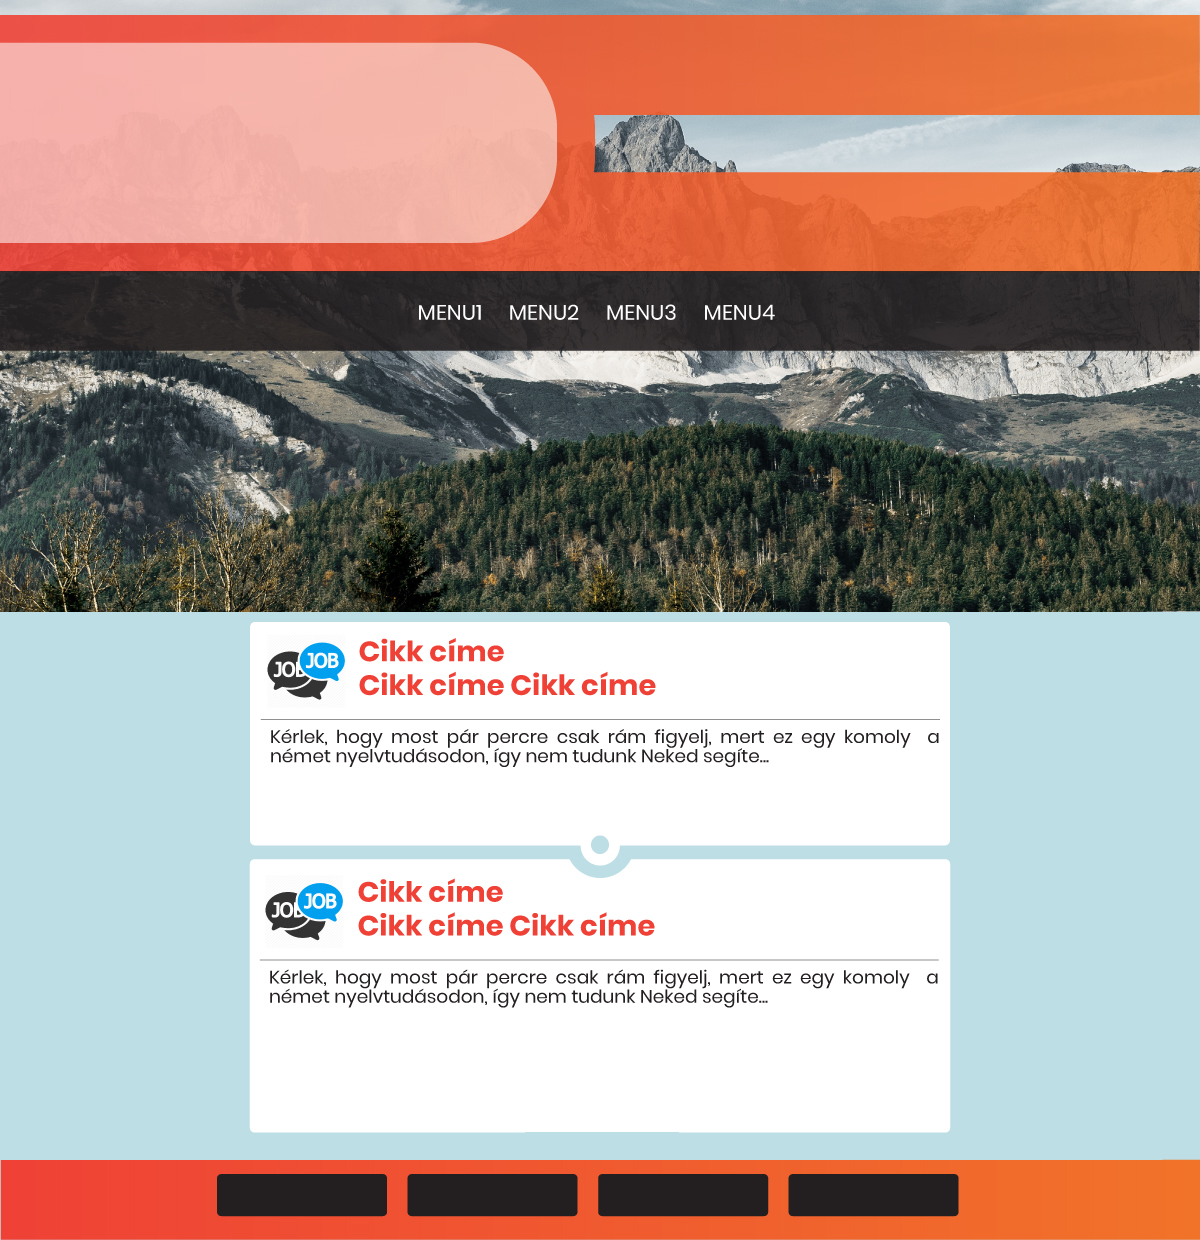 MENU1 MENU2 MENU3 MENU4
JOB JOB
Cikk címe
Cikk címe Cikk címe
Kérlek, hogy most pár percre csak rám figyelj, mert ez egy komoly a
német nyelvtudásodon, így nem tudunk Neked segíte...
JOB JOB
Cikk címe
Cikk címe Cikk címe
Kérlek, hogy most pár percre csak rám figyelj, mert ez egy komoly a
német nyelvtudásodon, így nem tudunk Neked segíte...